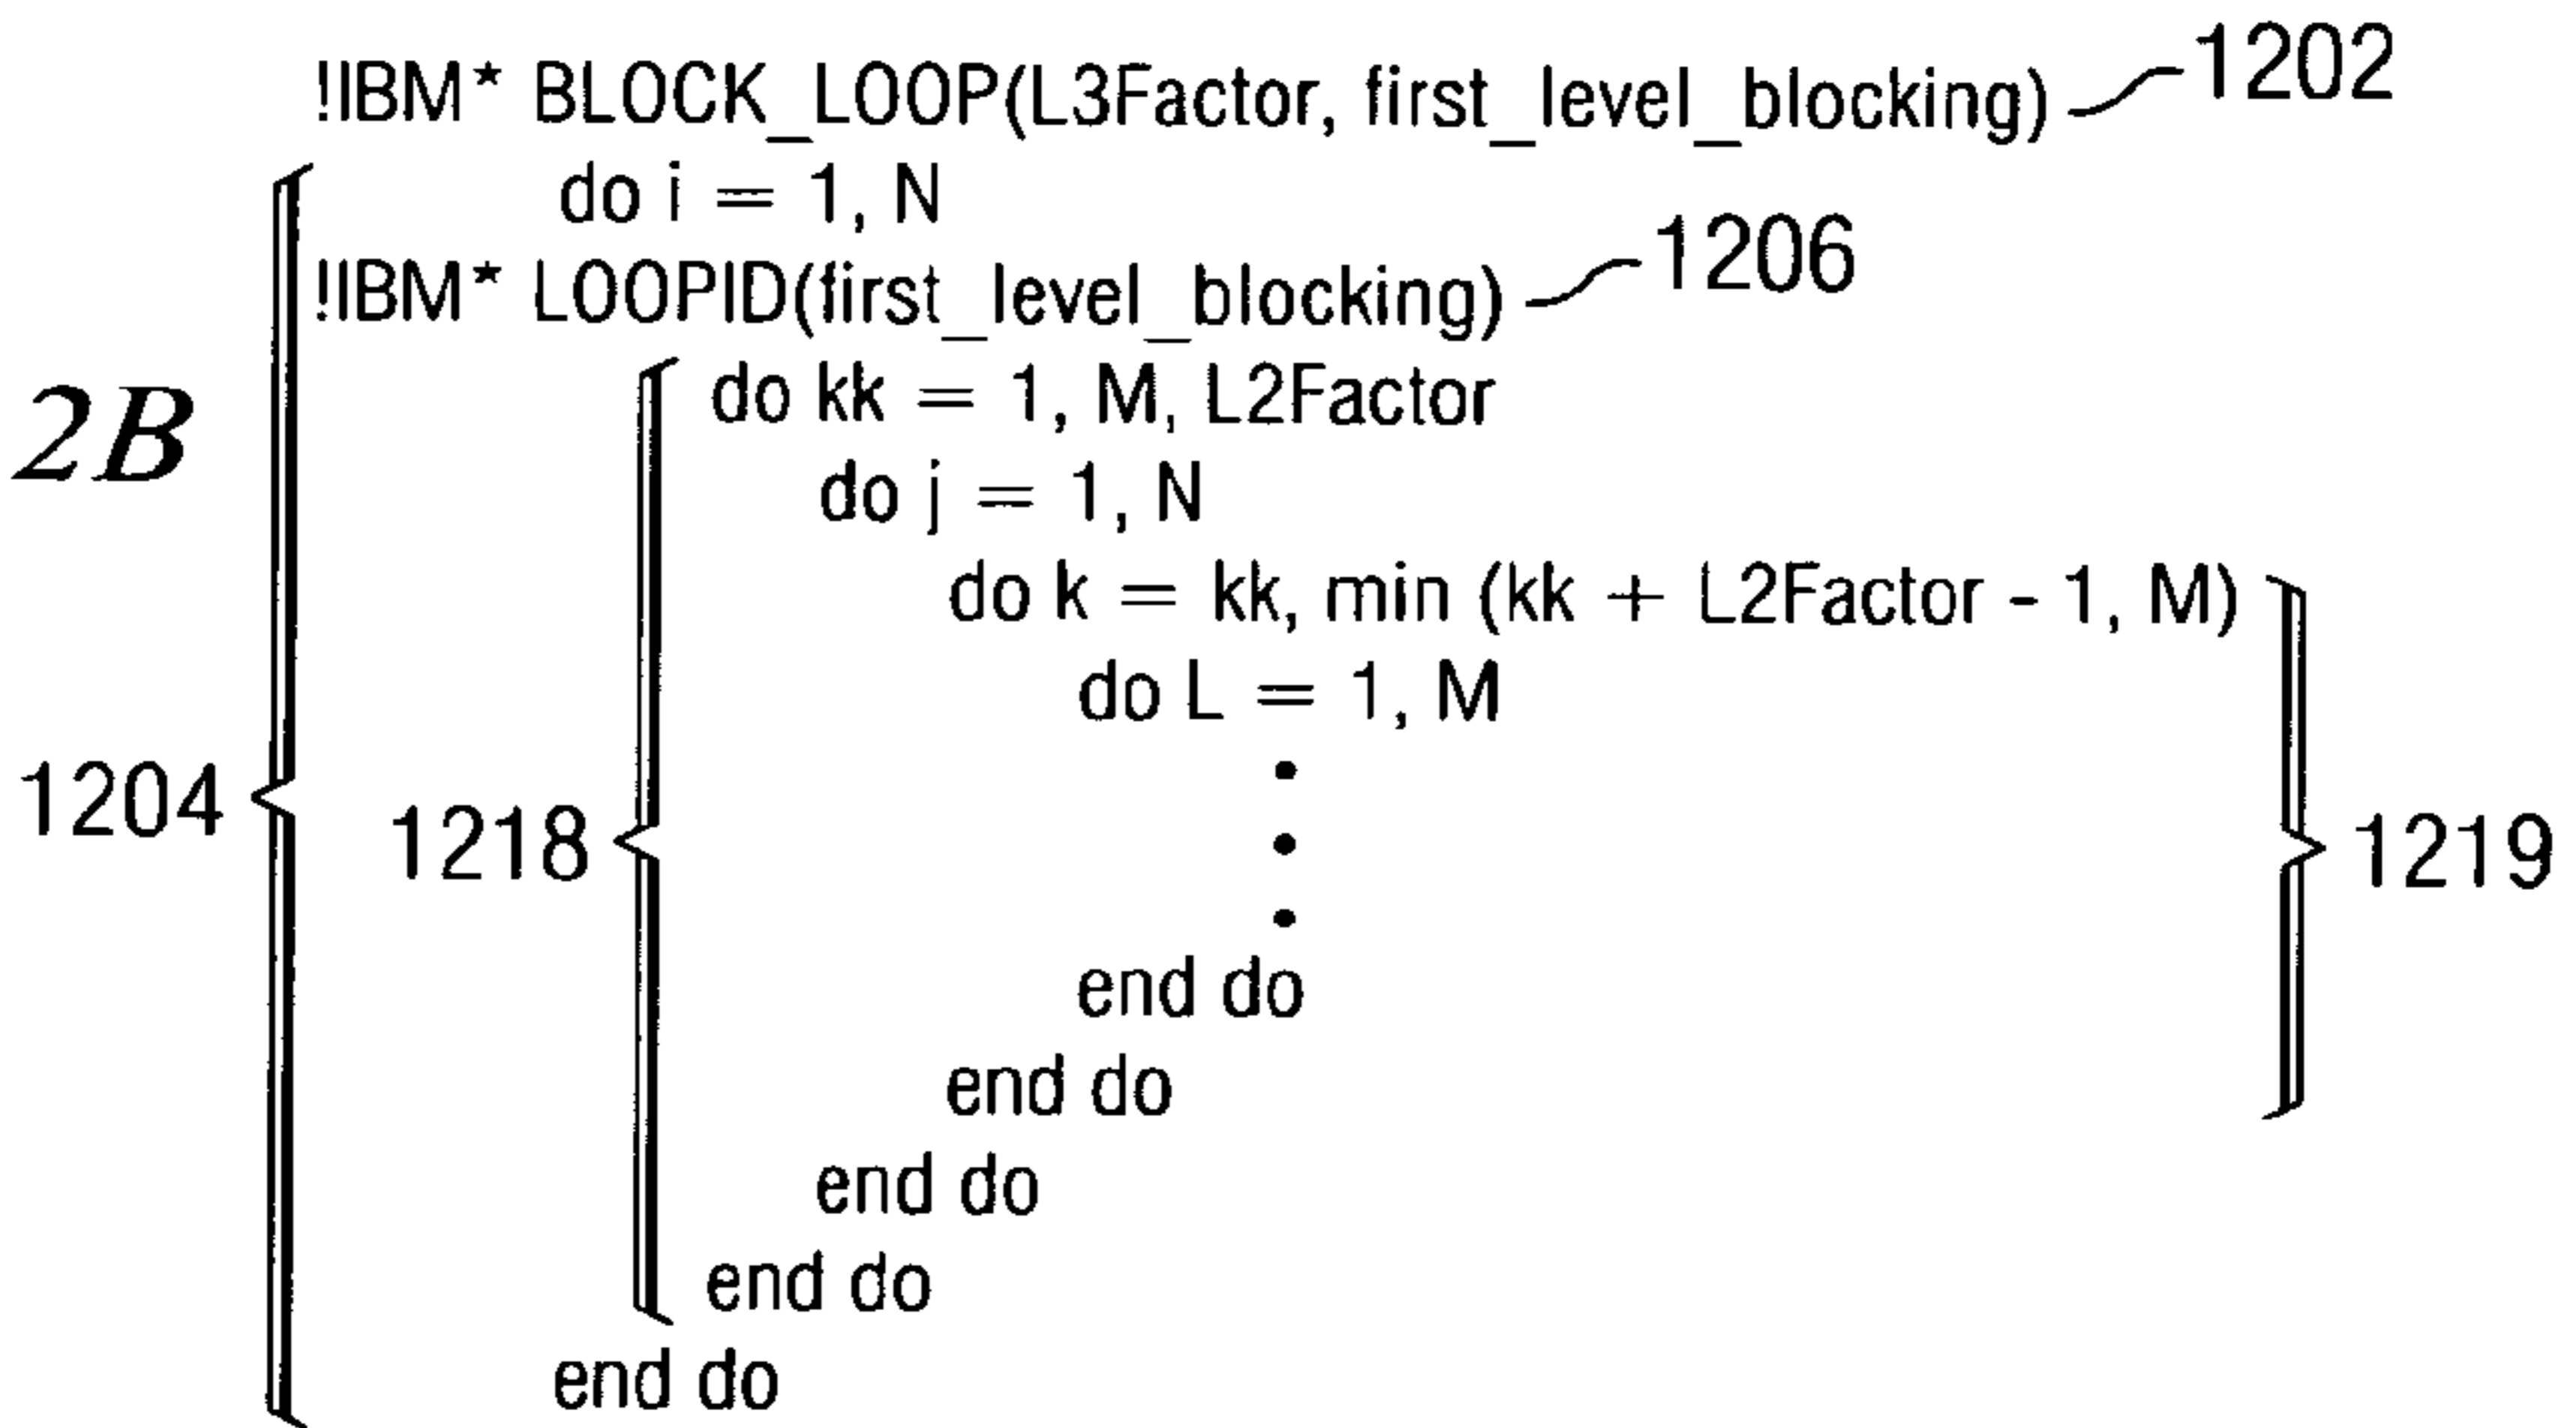 !IBM* BLOCK_LOOP(L3Factor, first_level_blocking) 1202
do i = 1, N
!IBM* LOOPID(first_level_blocking) 1206
do kk = 1, M, L2Factor
2B
do j = 1, N
do k = kk, min (kk + L2Factor - 1, M)
do L = 1, M
1204
1218
1219
end do
end do
end do
end do
end do